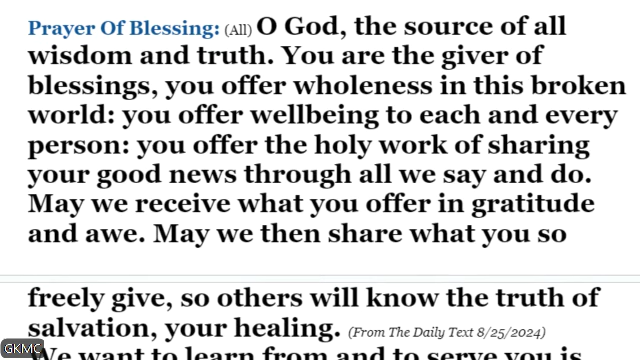 Prayer Of Blessing: (All) O God, the source of all
wisdom and truth. You are the giver of
blessings, you offer wholeness in this broken
world: you offer wellbeing to each and every
person: you offer the holy work of sharing
your good news through all we say and do.
May we receive what you offer in gratitude
and awe. May we then share what you so
freely give, so others will know the truth of
salvation, your healing. (From The Daily Text 8/25/2024)
We want to learn from and to serve you is
GKMC